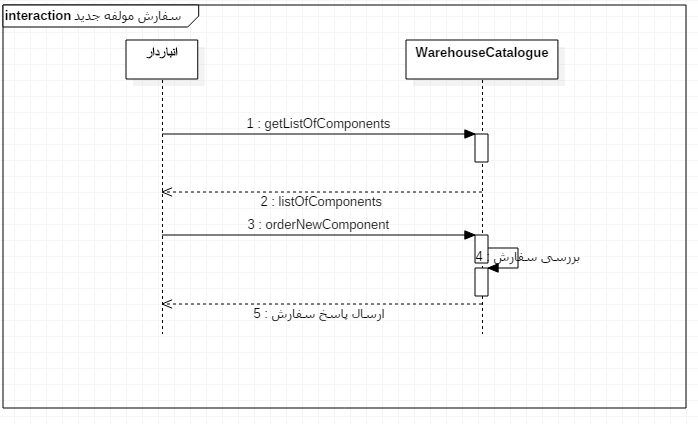 interaction سفارش مولفه جدید
انباردار
WarehouseCatalogue
1 : getListOfComponents
2 : listOfComponents
3 : orderNewComponent
4 : بررسی سفارش
5 : ارسال پاسخ سفارش